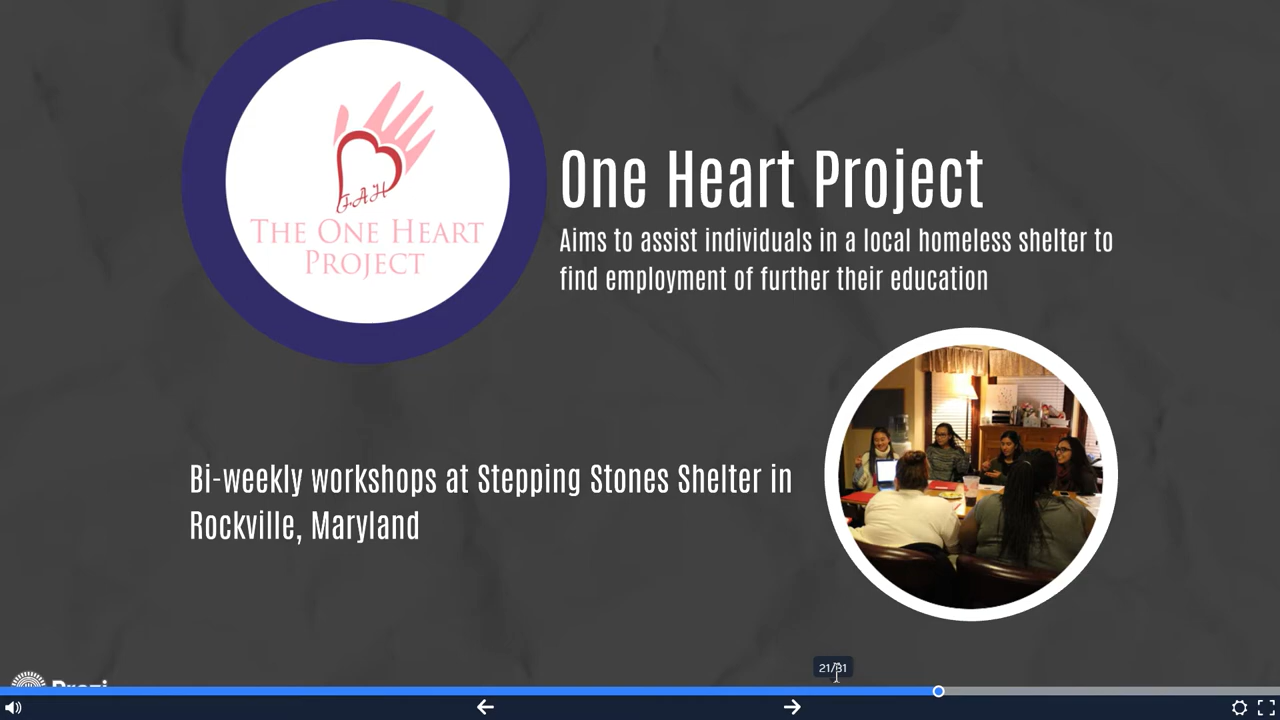 FAH
THE ONE HEART
PROJECT
One Heart Project
Aims to assist individuals in a local homeless shelter to
find employment of further their education
Bi-weekly workshops at Stepping Stones Shelter in
Rockville, Maryland
21/31
Prezi